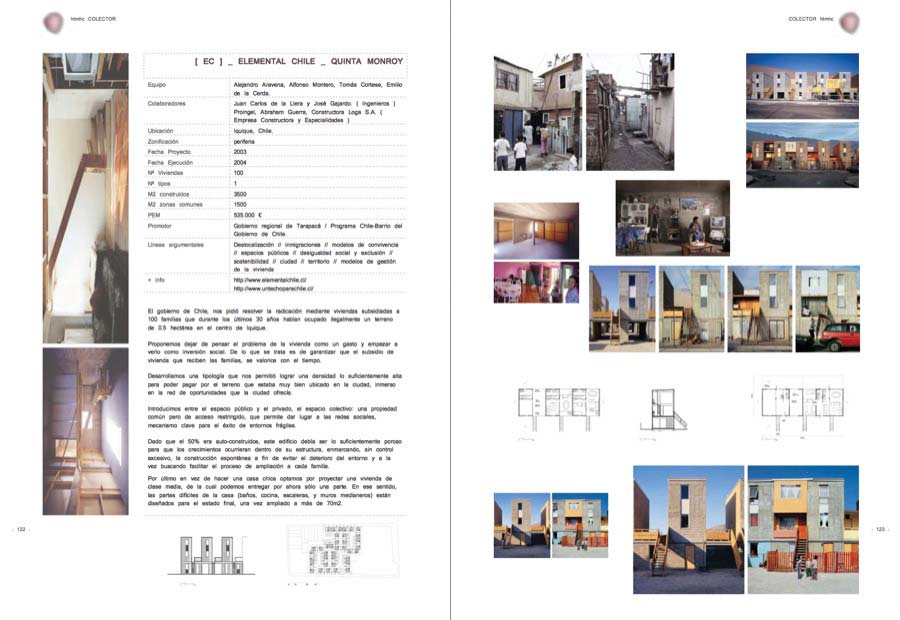 htmhc COLECTOR
[ EC ] _ ELEMENTAL CHILE _ QUINTA MONROY
Equipo Alejandro Aravena, Alfonso Montero, Tomás Cortese, Emilio
de la Cerda.
Colaboradores Juan Carlos de la Llera y José Gajardo. ( Ingenieros )
Proingel, Abraham Guerra, Constructora Loga S.A. (
Empresa Constructora y Especialidades )
Ubicación Iquique, Chile.
Zonificación periferia
Fecha Proyecto 2003
Fecha Ejecución 2004
Nº Viviendas 100
Nº tipos 1
M2 construidos 3500
M2 zonas comunes 1500
PEM 535.000 €
Promotor Gobierno regional de Tarapacá / Programa Chile-Barrio del
Gobierno de Chile
Líneas argumentales Deslocalización // inmigraciones // modelos de convivencia
// espacios públicos // desigualdad social y exclusión //
sostenibilidad // ciudad // territorio // modelos de gestión
de la vivienda
+ info http://www.elementalchile.cl/
http://www.untechoparachile.cl/
El gobierno de Chile, nos pidió resolver la radicación mediante viviendas subsidiadas a
100 familias que durante los últimos 30 años habían ocupado ilegalmente un terreno
de 0.5 hectárea en el centro de Iquique.
Proponemos dejar de pensar el problema de la vivienda como un gasto y empezar a
verlo como inversión social. De lo que se trata es de garantizar que el subsidio de
vivienda que reciben las familias, se valorice con el tiempo.
Desarrollamos una tipología que nos permitió lograr una densidad lo suficientemente alta
para poder pagar por el terreno que estaba muy bien ubicado en la ciudad, inmerso
en la red de oportunidades que la ciudad ofrecía.
Introducimos entre el espacio público y el privado, el espacio colectivo: una propiedad
común pero de acceso restringido, que permite dar lugar a las redes sociales,
mecanismo clave para el éxito de entornos frágiles.
Dado que el 50% era auto-construidos, este edificio debía ser lo suficientemente poroso
para que los crecimientos ocurrieran dentro de su estructura, enmarcando, sin control
excesivo, la construcción espontánea a fin de evitar el deterioro del entorno y a la
vez buscando facilitar el proceso de ampliación a cada familia.
Por último en vez de hacer una casa chica optamos por proyectar una vivienda de
clase media, de la cual podemos entregar por ahora sólo una parte. En ese sentido,
las partes difíciles de la casa (baños, cocina, escaleras, y muros medianeros) están
diseñados para el estado final, una vez ampliado a más de 70m2.
122
COLECTOR htmhc
123